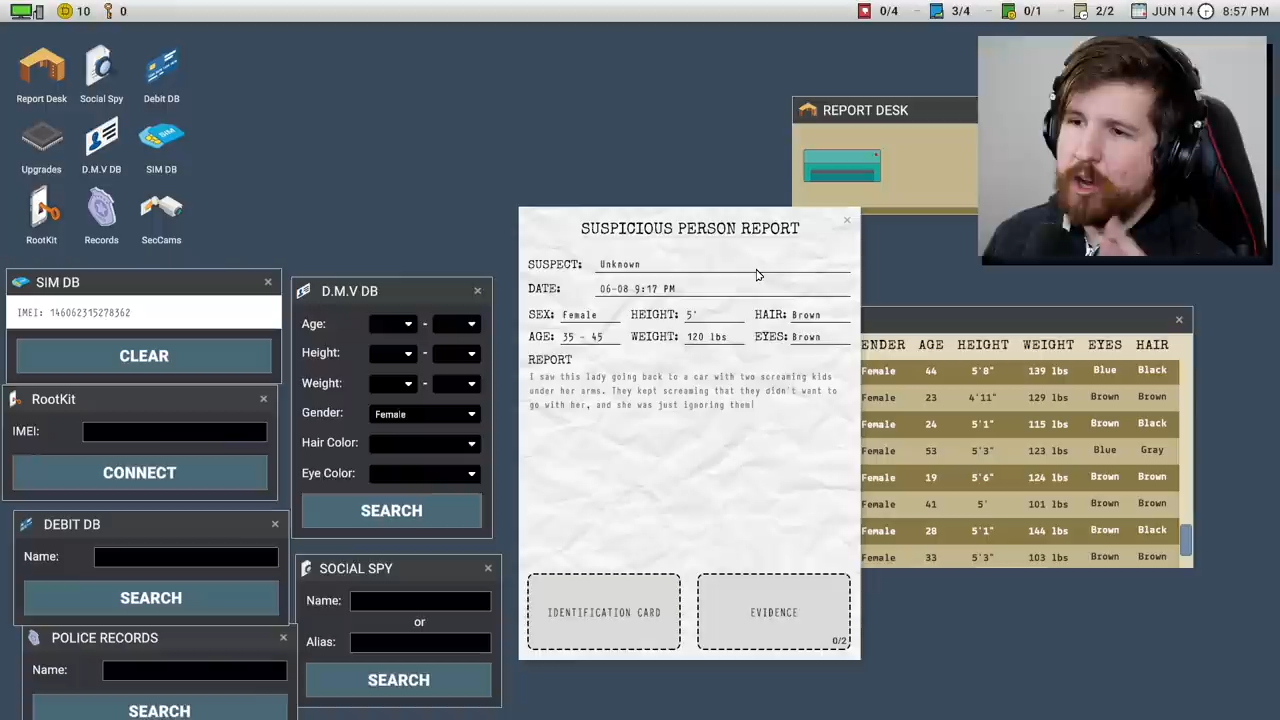 10 0 0/4 3/4 0/1 2/2 JUN 14 8:57 PM
Report Desk Social Spy Debit DB
Upgrades D.M.V DB SIM DB
RootKit Records SecCams
SIM DB
IMEI: 146062315278362
CLEAR
RootKit
IMEI:
CONNECT
DEBIT DB
Name:
SEARCH
POLICE RECORDS
Name:
SEARCH
D.M.V DB
Age: -
Height: -
Weight: -
Gender: Female
Hair Color:
Eye Color:
SEARCH
SOCIAL SPY
Name:
or
Alias:
SEARCH
REPORT DESK
SUSPICIOUS PERSON REPORT
SUSPECT: Unknown
DATE: 06-08 9:17 PM
SEX: Female HEIGHT: 5' HAIR: Brown
AGE: 35 - 45 WEIGHT: 120 lbs EYES: Brown
REPORT
I saw this lady going back to a car with two screaming kids
under her arms. They kept screaming that they didn't want to
go with her, and she was just ignoring them!
IDENTIFICATION CARD
EVIDENCE
0/2
ENDER AGE HEIGHT WEIGHT EYES HAIR
Female 44 5'8" 139 lbs Blue Black
Female 23 4'11" 129 lbs Brown Brown
Female 24 5'1" 115 lbs Brown Black
Female 53 5'3" 123 lbs Blue Gray
Female 19 5'6" 124 lbs Brown Brown
Female 41 5' 101 lbs Brown Brown
Female 28 5'1" 144 lbs Brown Black
Female 33 5'3" 103 lbs Brown Brown